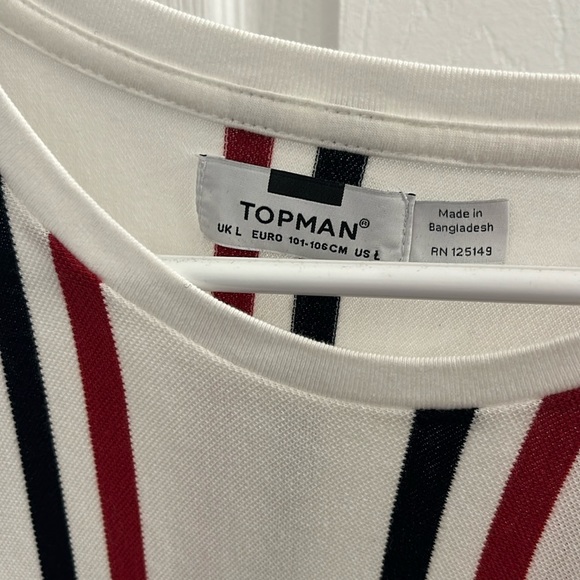 TOPMAN®
UK L EURO 101-106CM US L
Made in
Bangladesh
RN 125149